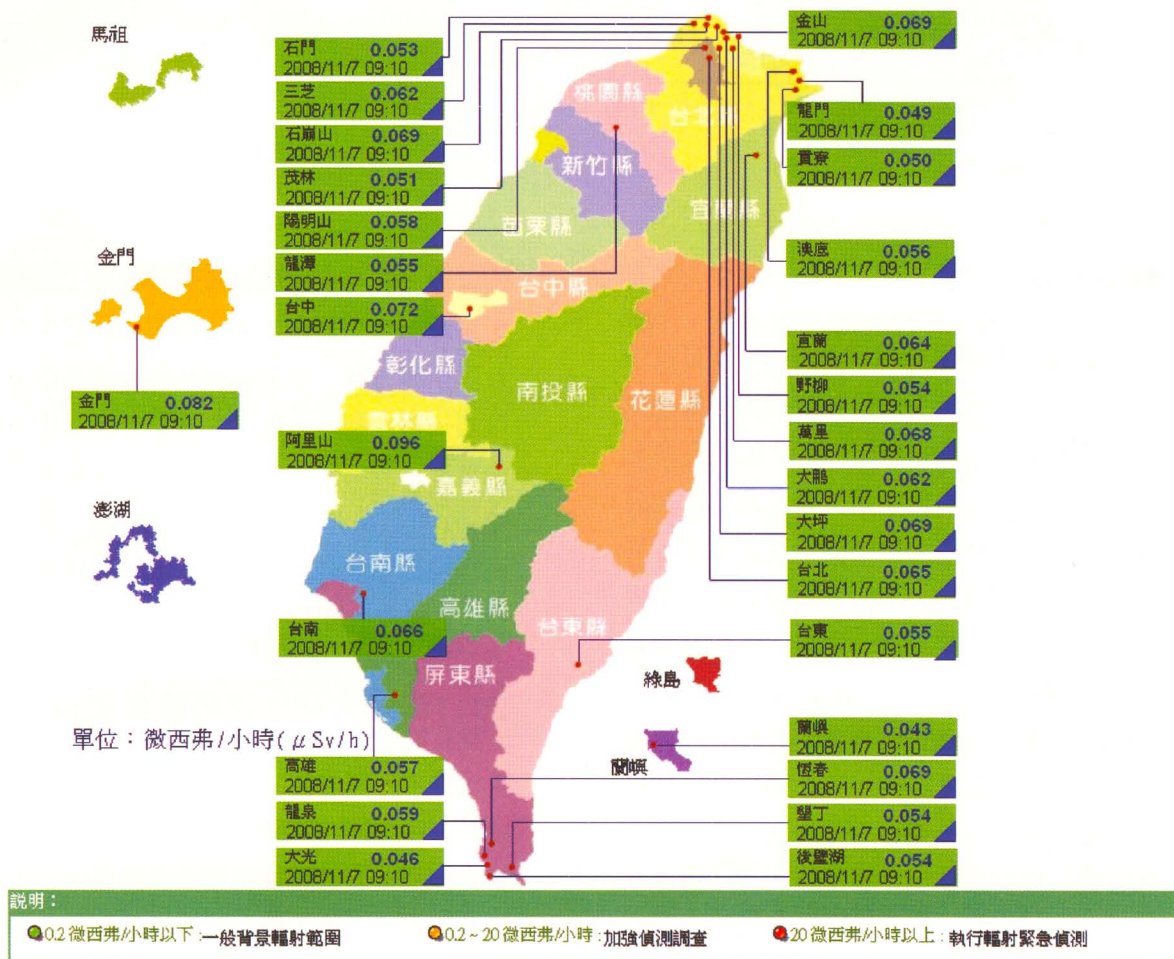 馬祖
石門 0.053
2008/11/7 09:10
三芝 0.062
2008/11/7 09:10
石崩山 0.069
2008/11/7 09:10
茂林 0.051
2008/11/7 09:10
陽明山 0.058
2008/11/7 09:10
龍潭 0.055
2008/11/7 09:10
台中 0.072
2008/11/7 09:10
金門
金門 0.082
2008/11/7 09:10
阿里山 0.096
2008/11/7 09:10
澎湖
台南 0.066
2008/11/7 09:10
單位：微西弗/小時(μSv/h)
高雄 0.057
2008/11/7 09:10
龍泉 0.059
2008/11/7 09:10
大光 0.046
2008/11/7 09:10
桃園縣
台北縣
新竹縣
宜蘭縣
苗栗縣
台中縣
彰化縣
南投縣
花蓮縣
雲林縣
嘉義縣
台南縣
高雄縣
台東縣
屏東縣
綠島
蘭嶼
金山 0.069
2008/11/7 09:10
龍門 0.049
2008/11/7 09:10
貢寮 0.050
2008/11/7 09:10
澳底 0.056
2008/11/7 09:10
宜蘭 0.064
2008/11/7 09:10
野柳 0.054
2008/11/7 09:10
萬里 0.068
2008/11/7 09:10
大鵬 0.062
2008/11/7 09:10
大坪 0.069
2008/11/7 09:10
台北 0.065
2008/11/7 09:10
台東 0.055
2008/11/7 09:10
蘭嶼 0.043
2008/11/7 09:10
恆春 0.069
2008/11/7 09:10
墾丁 0.054
2008/11/7 09:10
後壁湖 0.054
2008/11/7 09:10
說明：
0.2 微西弗/小時以下：一般背景輻射範圍
0.2 ~ 20 微西弗/小時：加強偵測調查
20 微西弗/小時以上：執行輻射緊急偵測